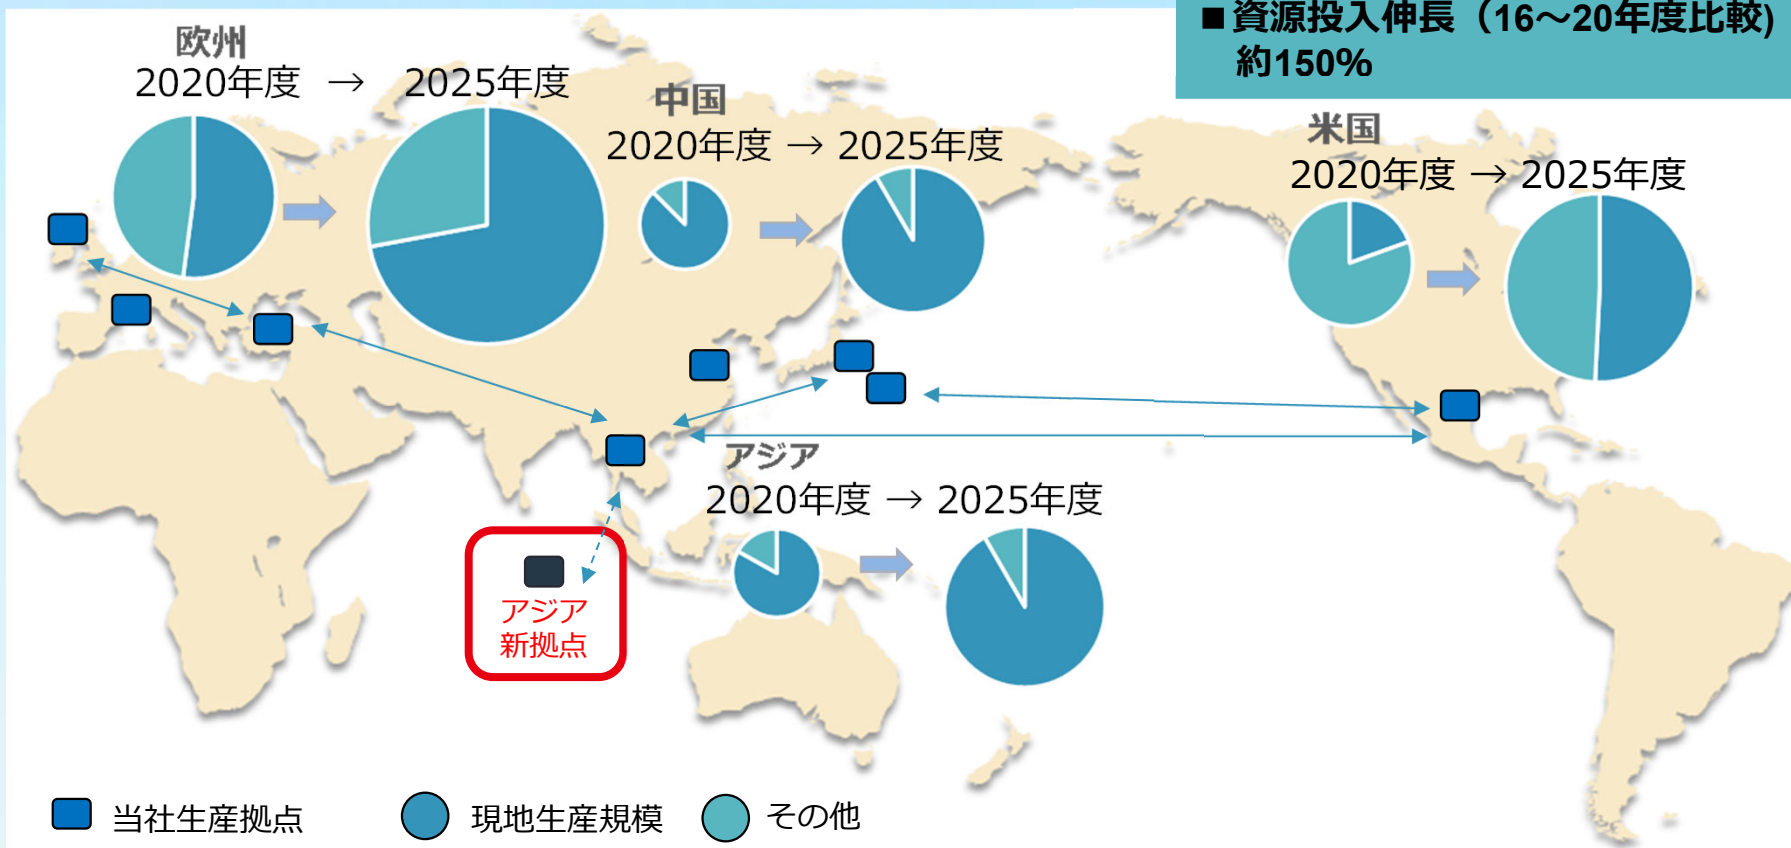 ■資源投入伸長（16～20年度比較)
約150%
欧州
2020年度 → 2025年度
中国
2020年度 → 2025年度
米国
2020年度 → 2025年度
アジア
2020年度 → 2025年度
アジア
新拠点
当社生産拠点
現地生産規模
その他